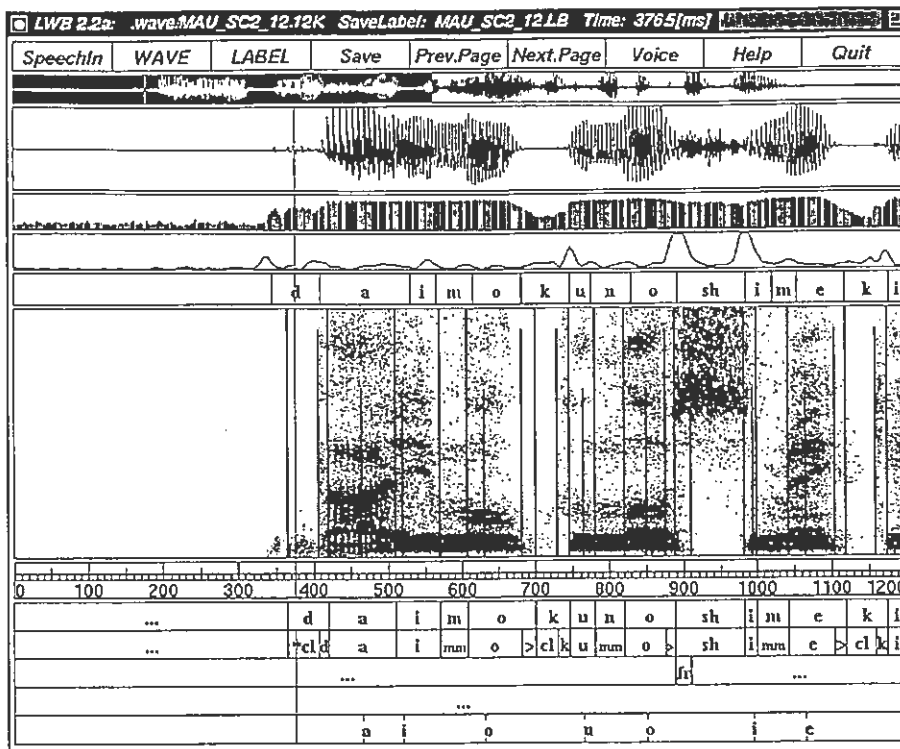 LWB 2.2a: .wave/MAU_SC2_12.12K SaveLabel: MAU_SC2_12.LB Time: 3765[ms]
SpeechIn WAVE LABEL Save Prev.Page Next.Page Voice Help Quit
d a i m o k u n o sh i m e k i
0 100 200 300 400 500 600 700 800 900 1000 1100 1200
... d a i m o k u n o sh i m e k i
... *cl d a i mm o > cl k u mm o > sh i mm e > cl k i
... fr ...
...
a i o u o i e